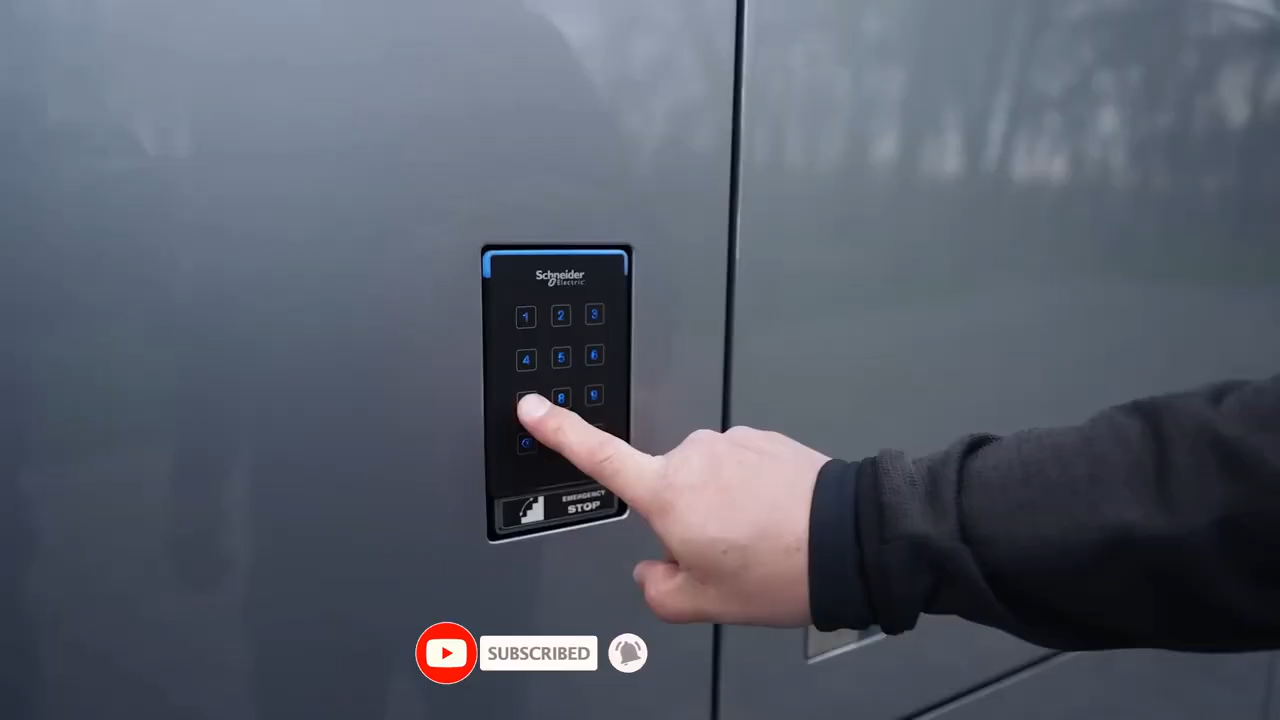 Schneider
Electric
1 2 3
4 5 6
8 9
EMERGENCY
STOP
SUBSCRIBED